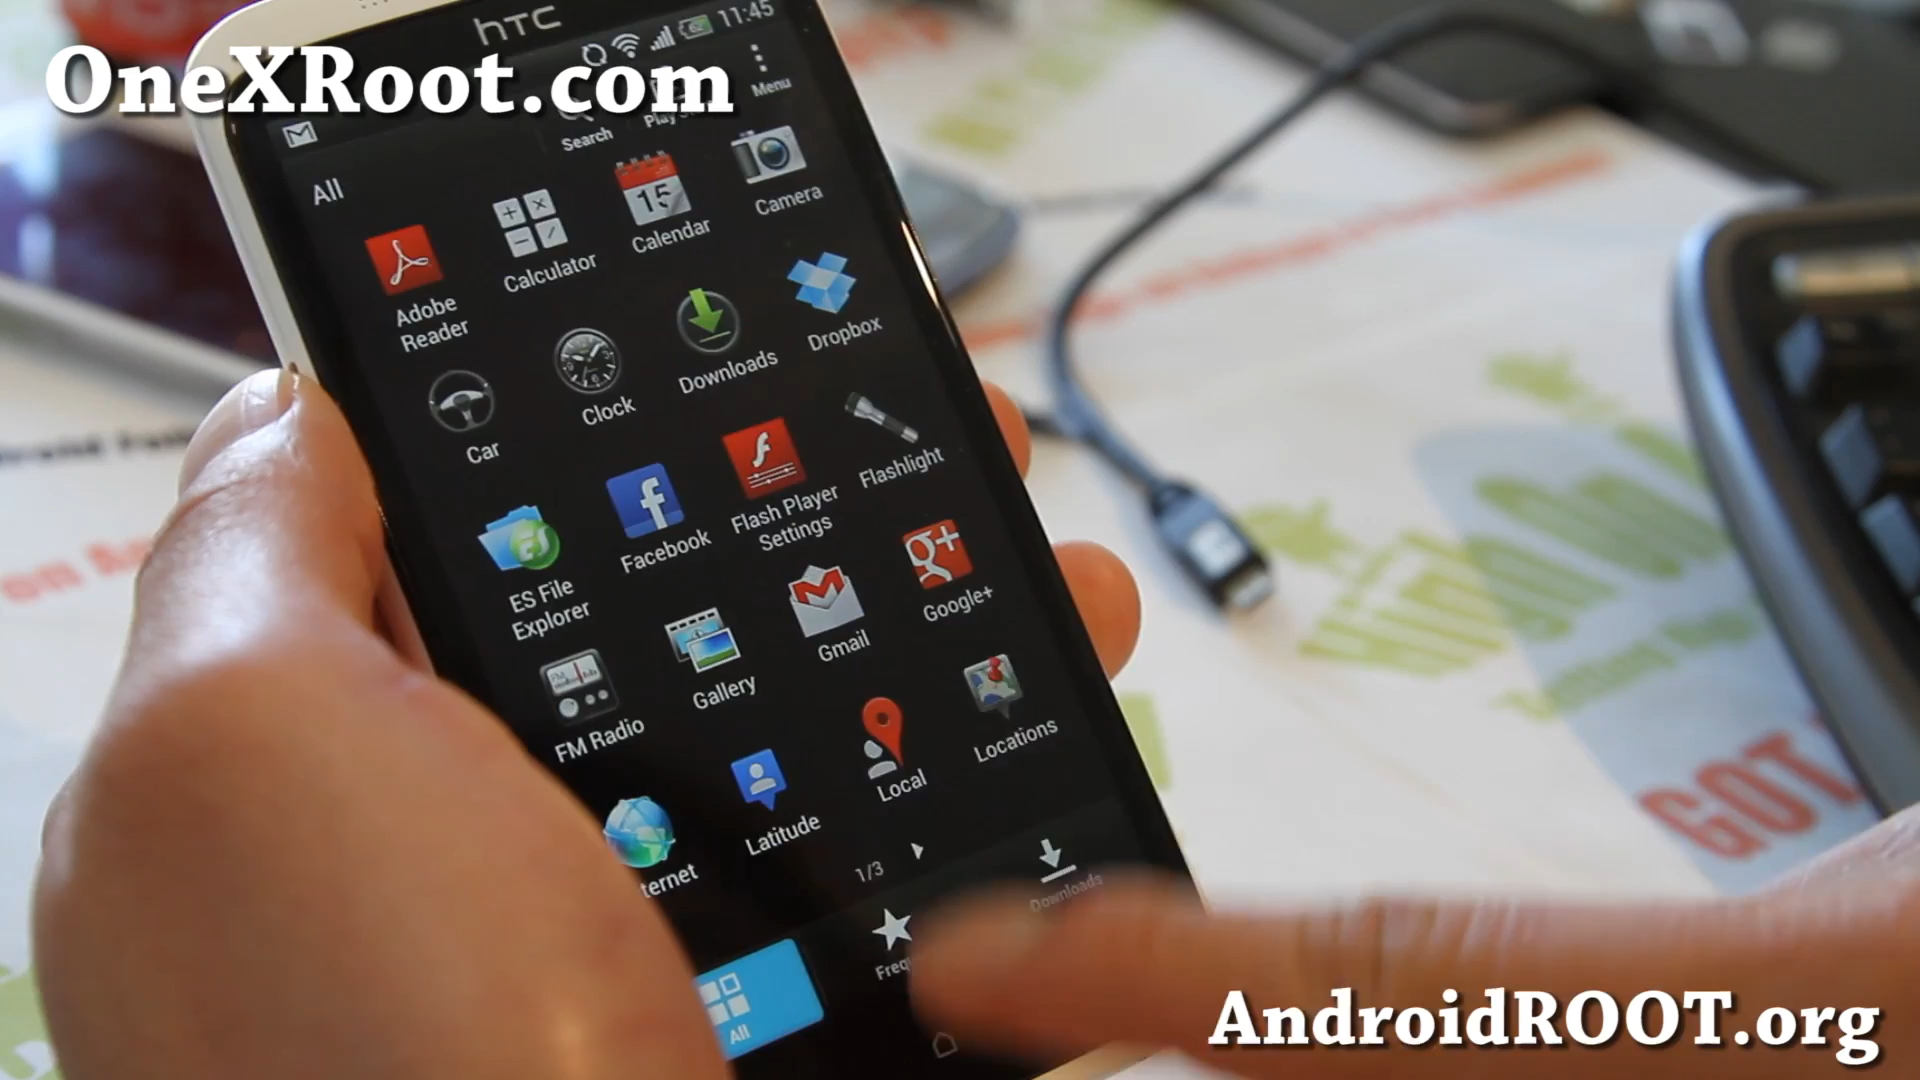 OneXRoot.com
hTC
11:45
Search
Menu
All
Adobe
Reader
Calculator
Calendar
15
Camera
Car
Clock
Downloads
Dropbox
ES File
Explorer
Facebook
Flash Player
Settings
Flashlight
FM Radio
Gallery
Gmail
Google+
g+
Latitude
Local
Locations
1/3
Downloads
All
GOT
AndroidROOT.org